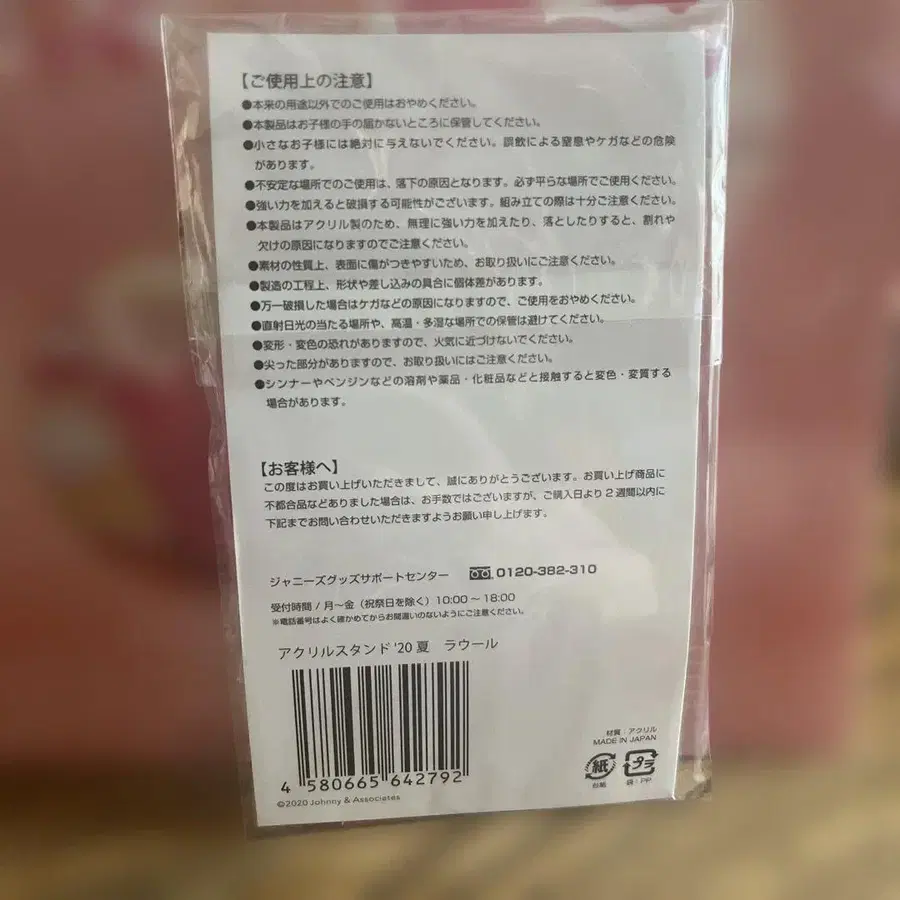 【ご使用上の注意】
●本来の用途以外でのご使用はおやめください。
●本製品はお子様の手の届かないところに保管してください。
●小さなお子様には絶対に与えないでください。誤飲による窒息やケガなどの危険
があります。
●不安定な場所でのご使用は、落下の原因となります。必ず平らな場所でご使用ください。
●強い力を加えると破損する可能性がございます。組み立ての際は十分ご注意ください。
●本製品はアクリル製のため、無理に強い力を加えたり、落としたりすると、割れや
欠けの原因になりますのでご注意ください。
●素材の性質上、表面に傷がつきやすいため、お取り扱いにご注意ください。
●製造の工程上、形状や差し込みの具合に個体差があります。
●万一破損した場合はケガなどの原因になりますので、ご使用をおやめください。
●直射日光の当たる場所や、高温・多湿な場所での保管は避けてください。
●変形・変色の恐れがありますので、火気に近づけないでください。
●尖った部分がありますので、お取り扱いにはご注意ください。
●シンナーやベンジンなどの溶剤や薬品・化粧品などと接触すると変色・変質する
場合があります。
【お客様へ】
この度はお買い上げいただきまして、誠にありがとうございます。お買い上げ商品に
不都合品などありました場合は、お手数ではございますが、ご購入日より2週間以内に
下記までお問い合わせいただきますようお願い申し上げます。
ジャニーズグッズサポートセンター 0120-382-310
受付時間/月~金(祝祭日を除く)10:00~18:00
※電話番号はよく確かめてからお間違いのないようにご注意ください。
アクリルスタンド '20 夏 ラウール
4 580665 642792
©2020 Johnny & Associates
材質:アクリル
MADE IN JAPAN
紙 プラ
台紙 袋:PP